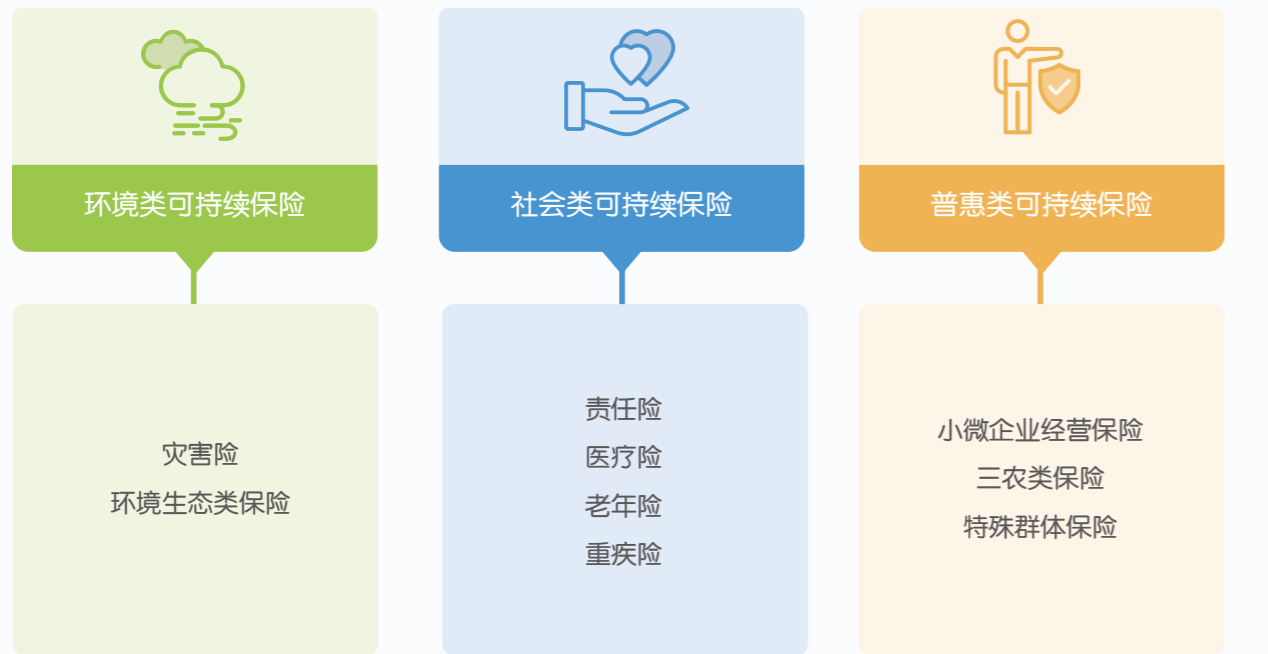 环境类可持续保险
社会类可持续保险
普惠类可持续保险
灾害险
环境生态类保险
责任险
医疗险
老年险
重疾险
小微企业经营保险
三农类保险
特殊群体保险